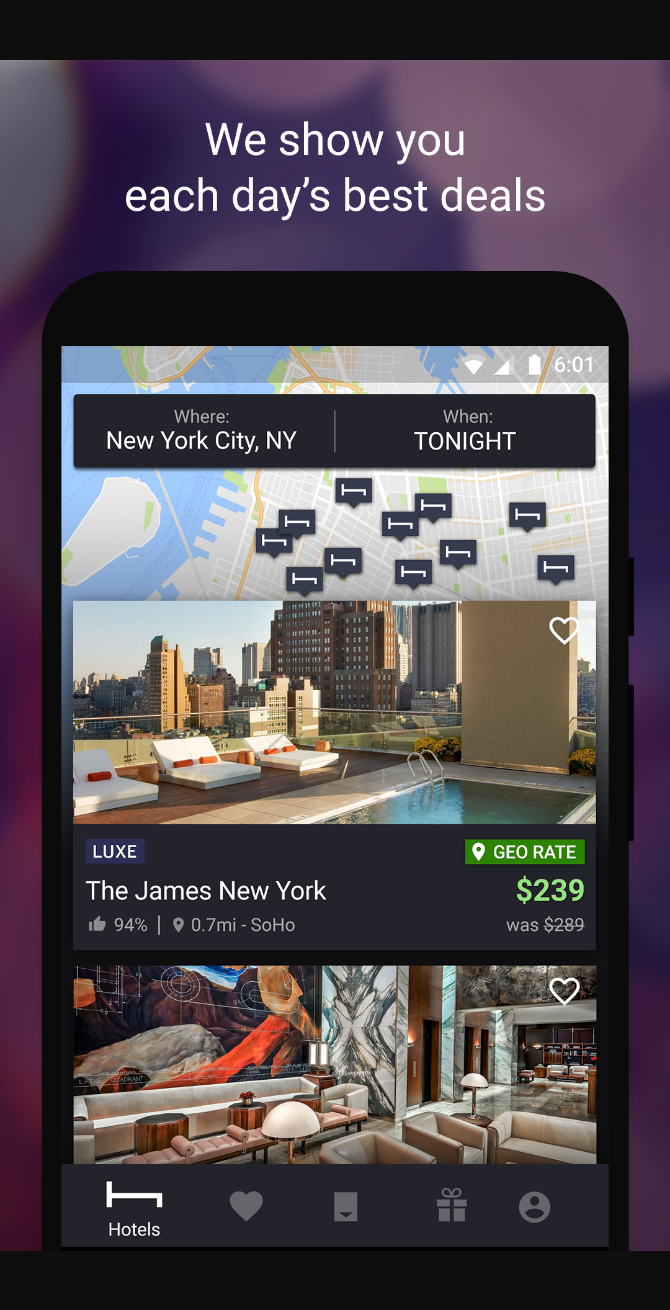 We show you
each day’s best deals
6:01
Where:
New York City, NY
When:
TONIGHT
LUXE
GEO RATE
The James New York
$239
94% | 0.7mi - SoHo
was $289
Hotels